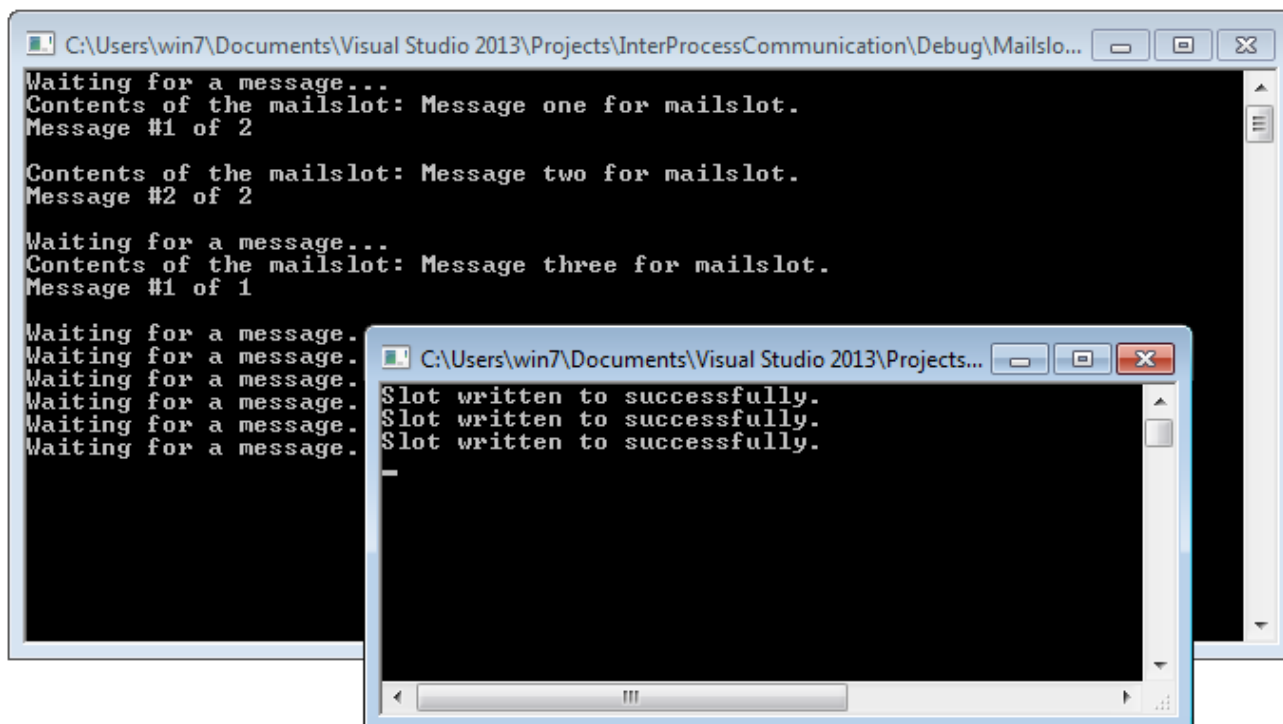 C:\Users\win7\Documents\Visual Studio 2013\Projects\InterProcessCommunication\Debug\Mailslo...
Waiting for a message...
Contents of the mailslot: Message one for mailslot.
Message #1 of 2
Contents of the mailslot: Message two for mailslot.
Message #2 of 2
Waiting for a message...
Contents of the mailslot: Message three for mailslot.
Message #1 of 1
Waiting for a message.
Waiting for a message.
Waiting for a message.
Waiting for a message.
Waiting for a message.
Waiting for a message.
C:\Users\win7\Documents\Visual Studio 2013\Projects...
Slot written to successfully.
Slot written to successfully.
Slot written to successfully.